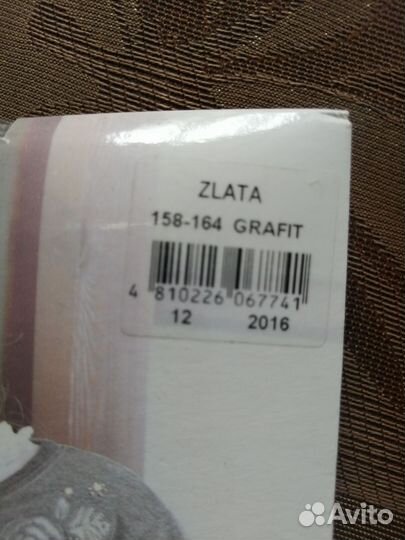 ZLATA
158-164 GRAFIT
4 810226 067741
12 2016
Avito